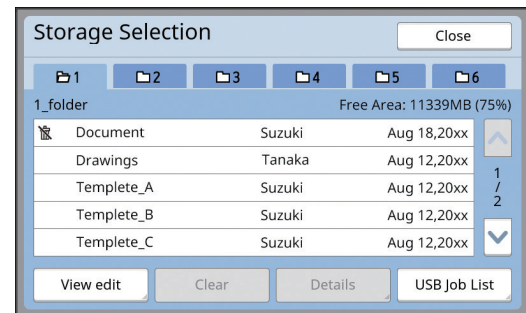 Storage Selection
Close
1 2 3 4 5 6
1_folder Free Area: 11339MB (75%)
Document Suzuki Aug 18,20xx
Drawings Tanaka Aug 12,20xx
Templete_A Suzuki Aug 12,20xx
Templete_B Suzuki Aug 12,20xx
Templete_C Suzuki Aug 12,20xx
1
/
2
View edit Clear Details USB Job List